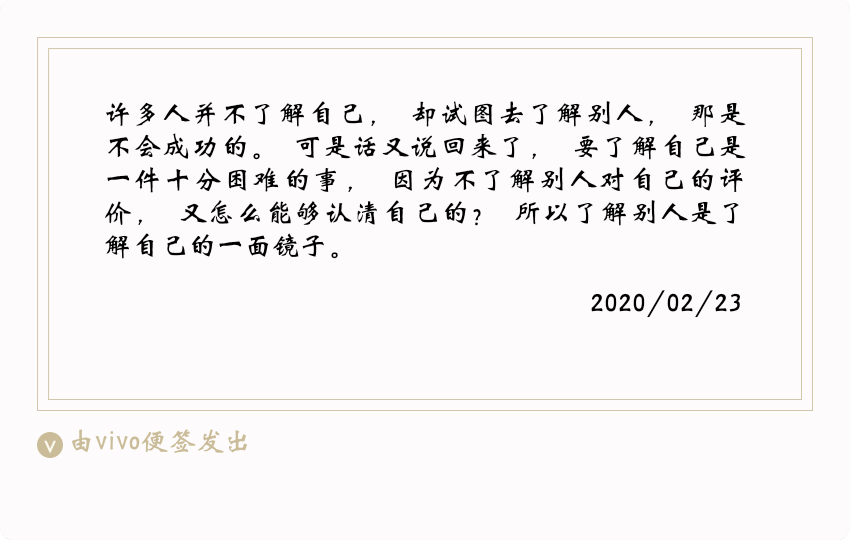 许多人并不了解自己， 却试图去了解别人， 那是
不会成功的。 可是话又说回来了， 要了解自己是
一件十分困难的事， 因为不了解别人对自己的评
价， 又怎么能够认清自己的？ 所以了解别人是了
解自己的一面镜子。
2020/02/23
v 由vivo便签发出